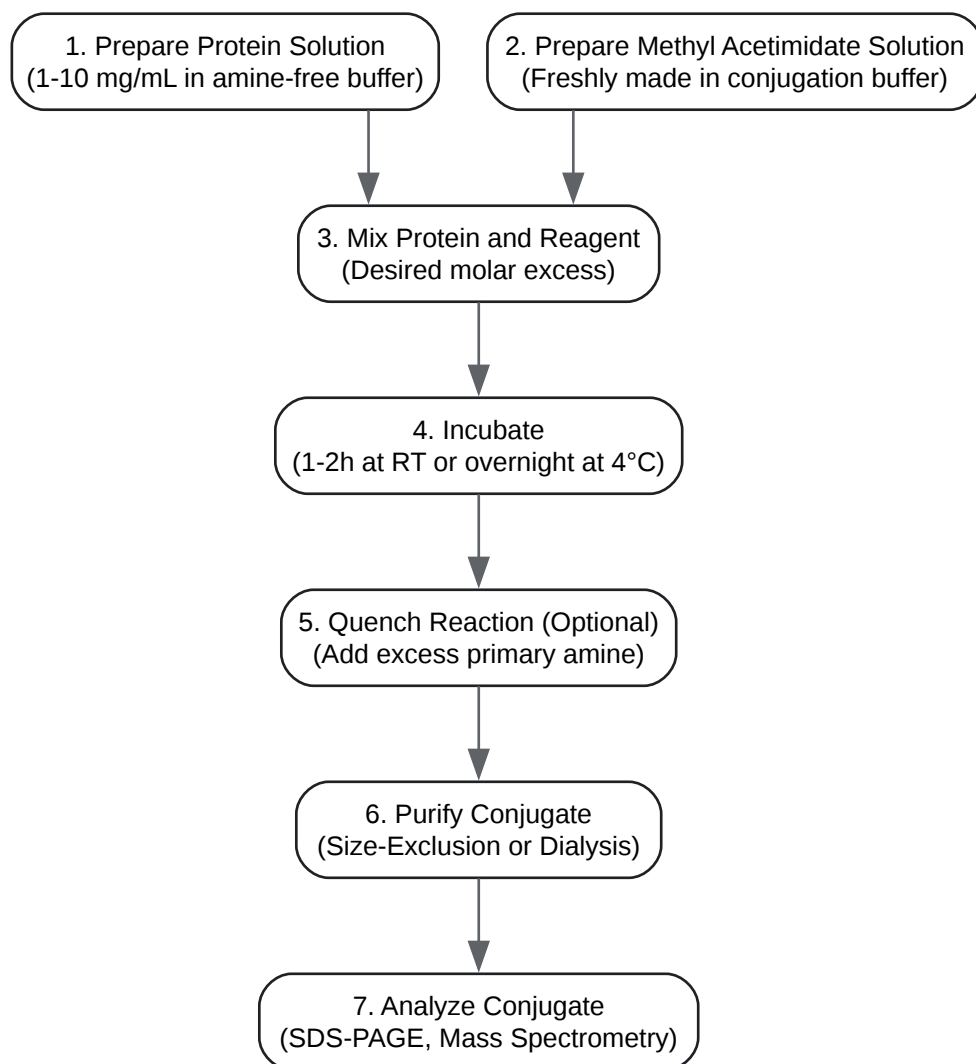 1. Prepare Protein Solution
(1-10 mg/mL in amine-free buffer)
2. Prepare Methyl Acetimidate Solution
(Freshly made in conjugation buffer)
3. Mix Protein and Reagent
(Desired molar excess)
4. Incubate
(1-2h at RT or overnight at 4°C)
5. Quench Reaction (Optional)
(Add excess primary amine)
6. Purify Conjugate
(Size-Exclusion or Dialysis)
7. Analyze Conjugate
(SDS-PAGE, Mass Spectrometry)